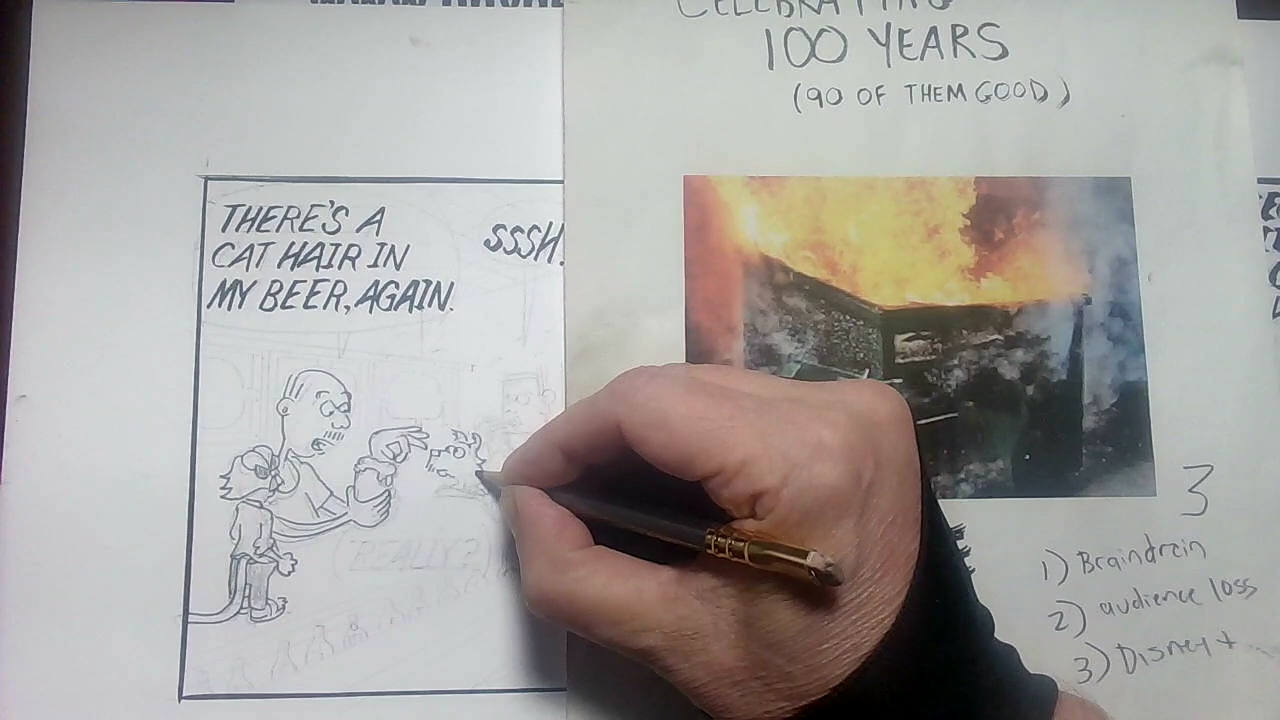 THERE'S A
CAT HAIR IN
MY BEER, AGAIN.
SSSH.
(REALLY?)
CELEBRATING
100 YEARS
(90 OF THEM GOOD)
3
1) Braindrain
2) audience loss
3) Disney +